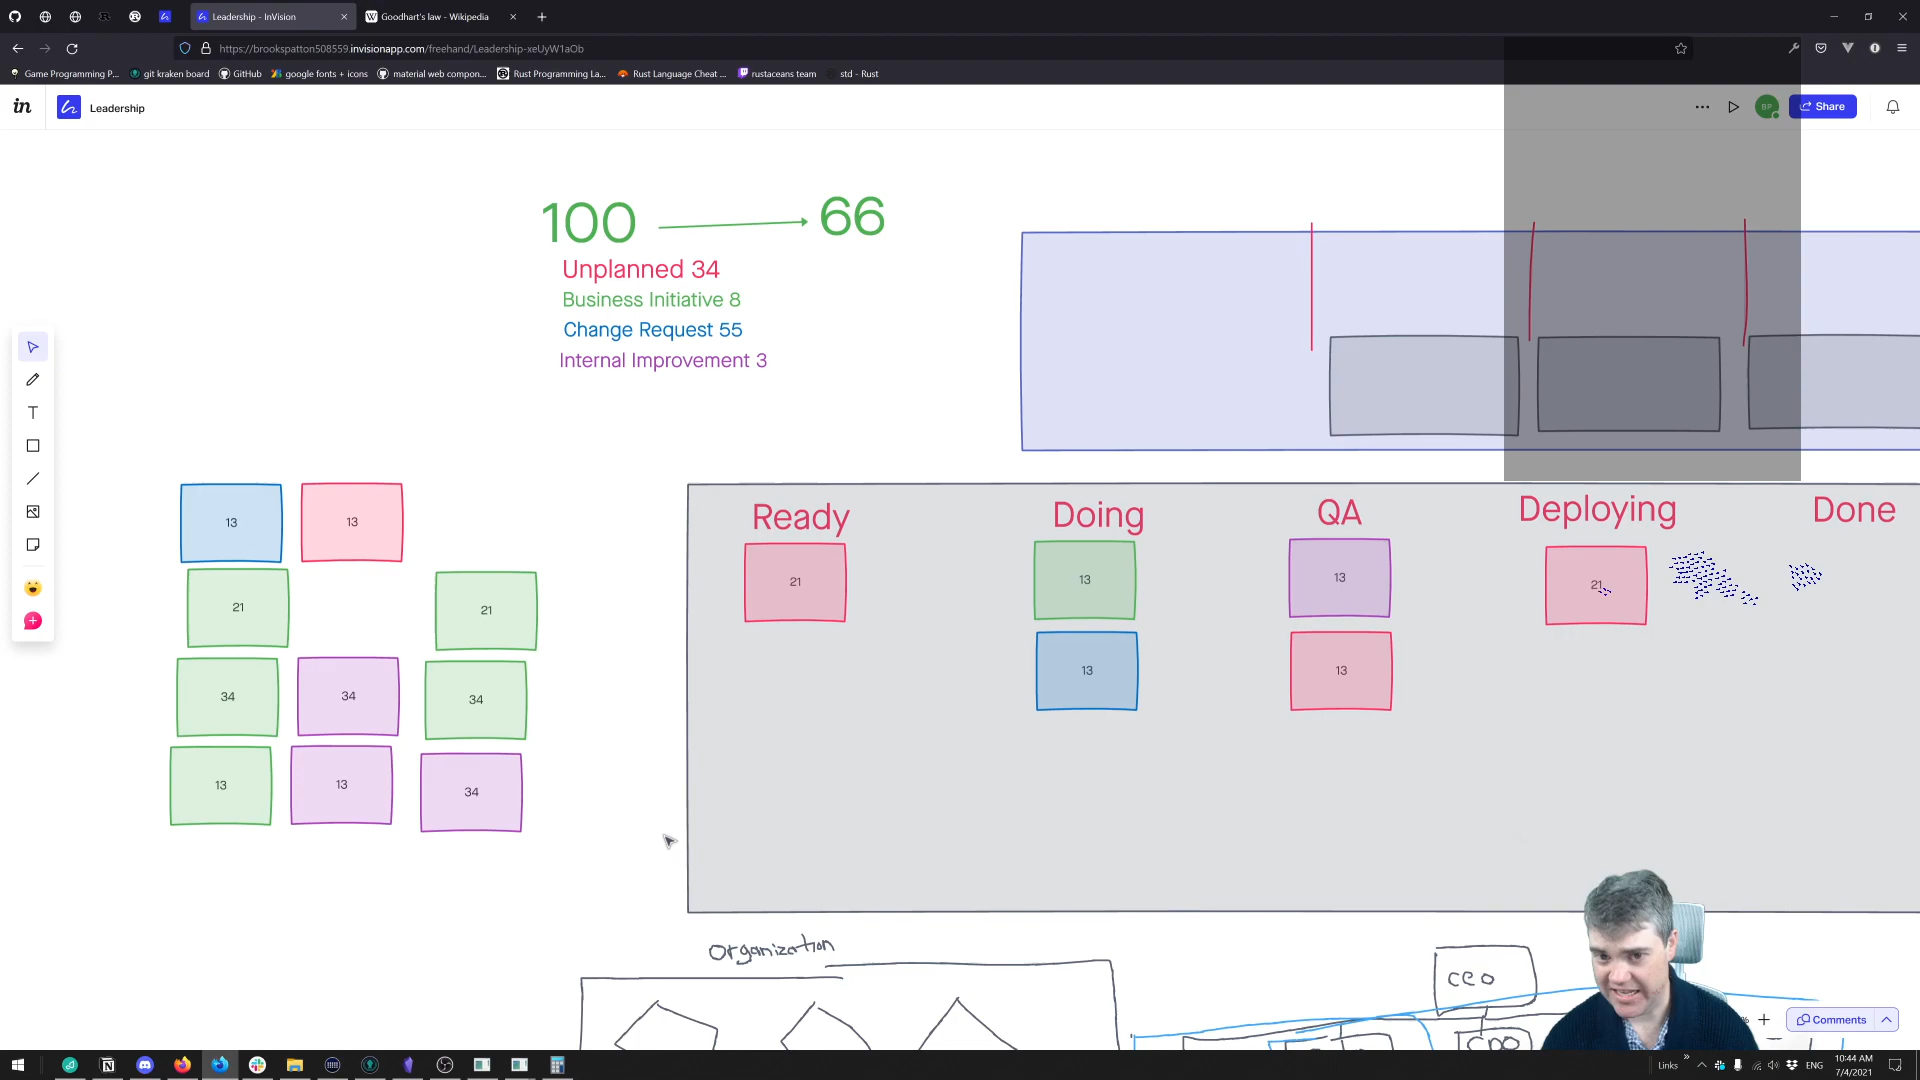 Leadership - InVision
Goodhart's law - Wikipedia
https://brookspatton508559.invisionapp.com/freehand/Leadership-xeUyW1aOb
Game Programming P...
git kraken board
GitHub
google fonts + icons
material web compon...
Rust Programming La...
Rust Language Cheat ...
rustaceans team
std - Rust
in
Leadership
BP
Share
100
66
Unplanned 34
Business Initiative 8
Change Request 55
Internal Improvement 3
Ready
Doing
QA
Deploying
Done
13
13
21
21
34
34
34
13
13
34
21
13
13
13
13
21
Organization
ceo
cpo
%
Comments
Links
ENG
10:44 AM
7/4/2021